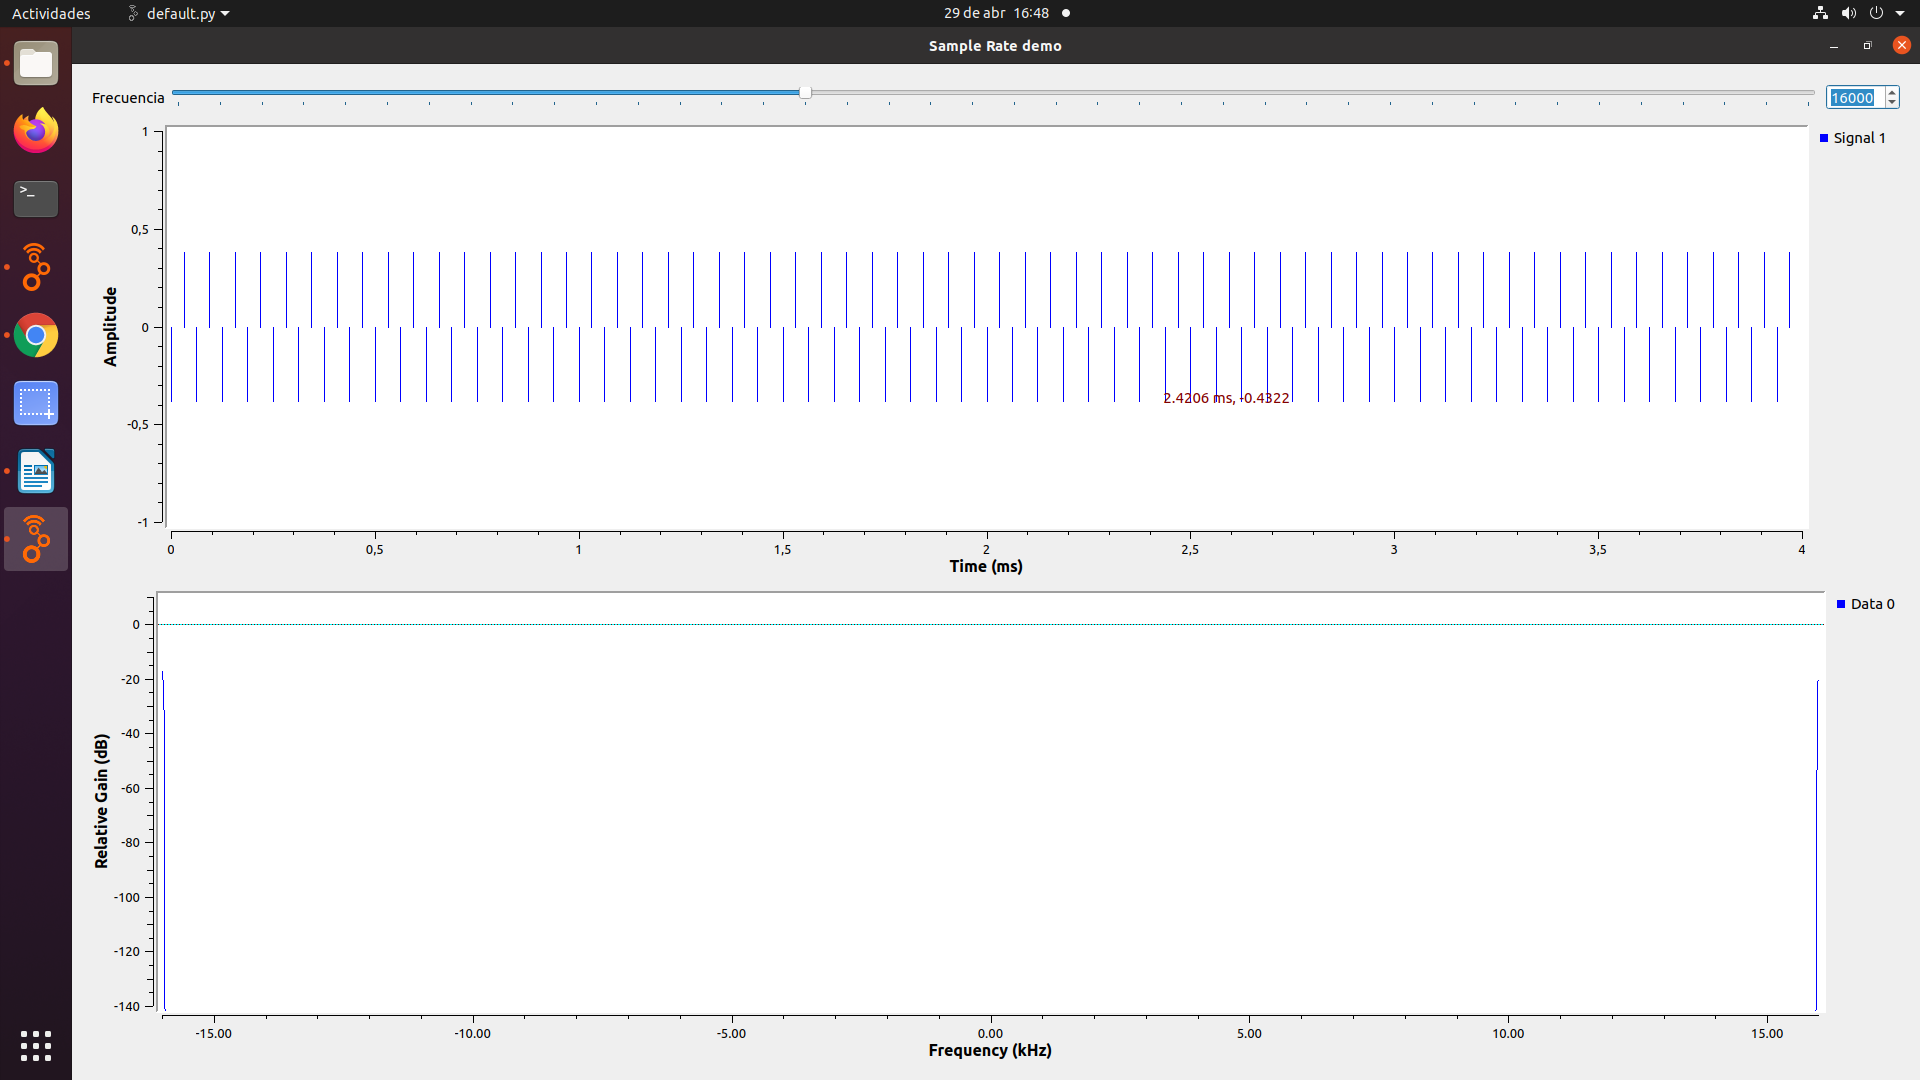 Actividades default.py 29 de abr 16:48
Sample Rate demo
Frecuencia 16000
Signal 1
1
0,5
0
-0,5
-1
Amplitude
2.4206 ms, -0.4322
0 0,5 1 1,5 2 2,5 3 3,5 4
Time (ms)
Data 0
0
-20
-40
-60
-80
-100
-120
-140
Relative Gain (dB)
-15.00 -10.00 -5.00 0.00 5.00 10.00 15.00
Frequency (kHz)